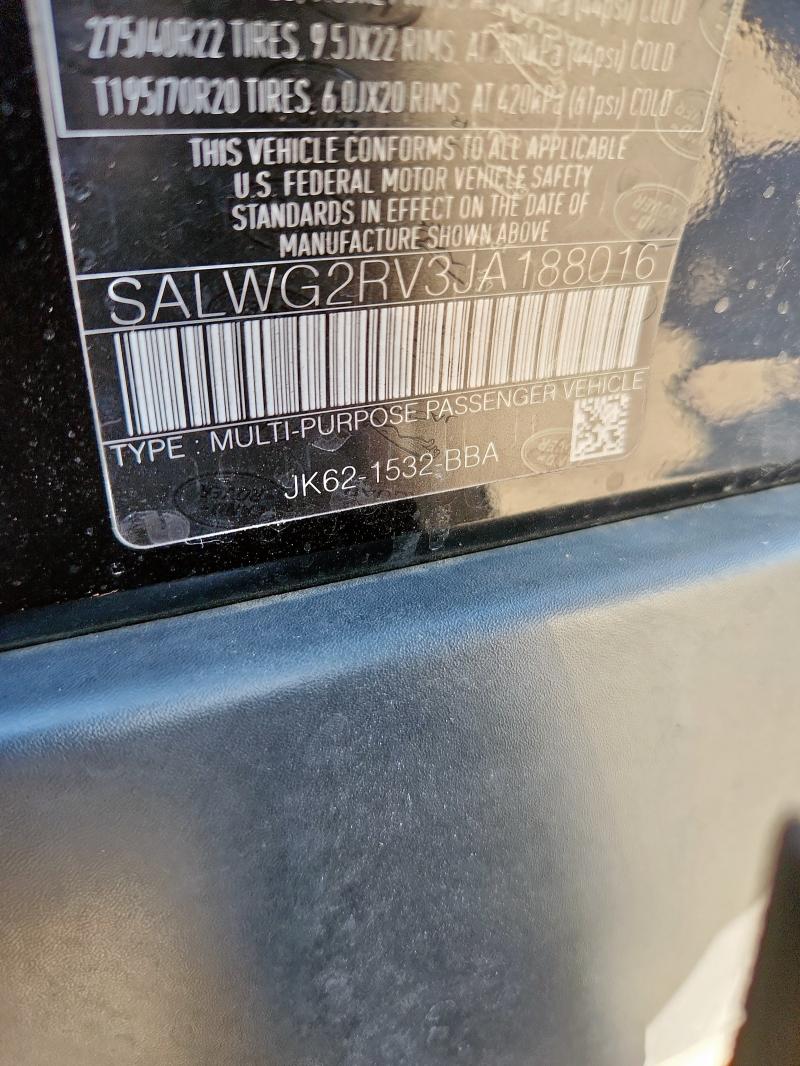 275/40R22 TIRES, 9.5JX22 RIMS, AT (44psi) COLD
T195/70R20 TIRES, 6.0JX20 RIMS, AT 420kPa (61psi) COLD
THIS VEHICLE CONFORMS TO ALL APPLICABLE
U.S. FEDERAL MOTOR VEHICLE SAFETY
STANDARDS IN EFFECT ON THE DATE OF
MANUFACTURE SHOWN ABOVE
SALWG2RV3JA188016
TYPE : MULTI-PURPOSE PASSENGER VEHICLE
JK62-1532-BBA
LAND ROVER